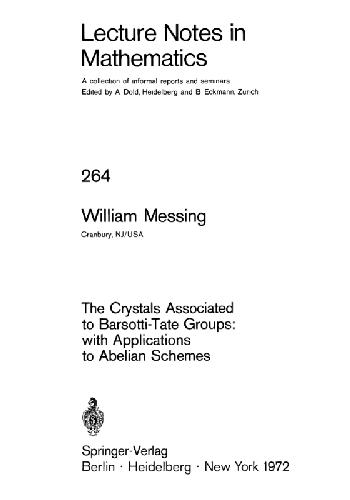 Lecture Notes in
Mathematics
A collection of informal reports and seminars
Edited by A. Dold, Heidelberg and B. Eckmann, Zurich
264
William Messing
Cranbury, NJ/USA
The Crystals Associated
to Barsotti-Tate Groups:
with Applications
to Abelian Schemes
Springer-Verlag
Berlin · Heidelberg · New York 1972